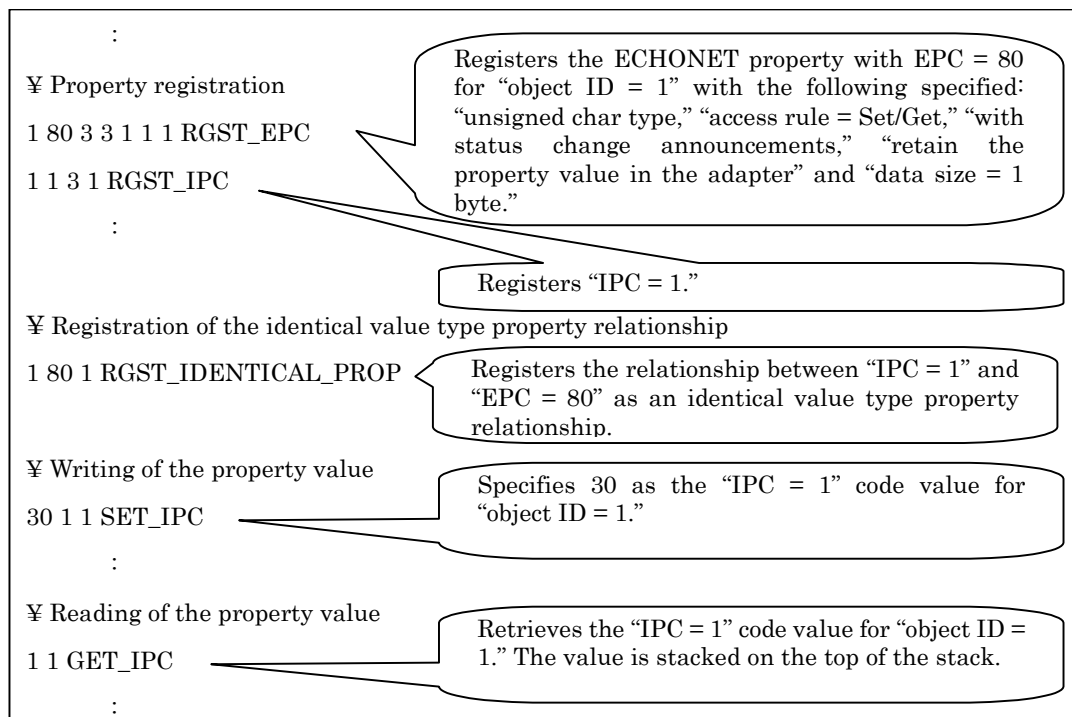 :
Registers the ECHONET property with EPC = 80
for “object ID = 1” with the following specified:
“unsigned char type,” “access rule = Set/Get,” “with
status change announcements,” “retain the
property value in the adapter” and “data size = 1
byte.”
¥ Property registration
1 80 3 3 1 1 1 RGST_EPC
1 1 3 1 RGST_IPC
:
Registers “IPC = 1.”
¥ Registration of the identical value type property relationship
1 80 1 RGST_IDENTICAL_PROP
Registers the relationship between “IPC = 1” and
“EPC = 80” as an identical value type property
relationship.
¥ Writing of the property value
30 1 1 SET_IPC
Specifies 30 as the “IPC = 1” code value for
“object ID = 1.”
:
¥ Reading of the property value
1 1 GET_IPC
Retrieves the “IPC = 1” code value for “object ID =
1.” The value is stacked on the top of the stack.
: